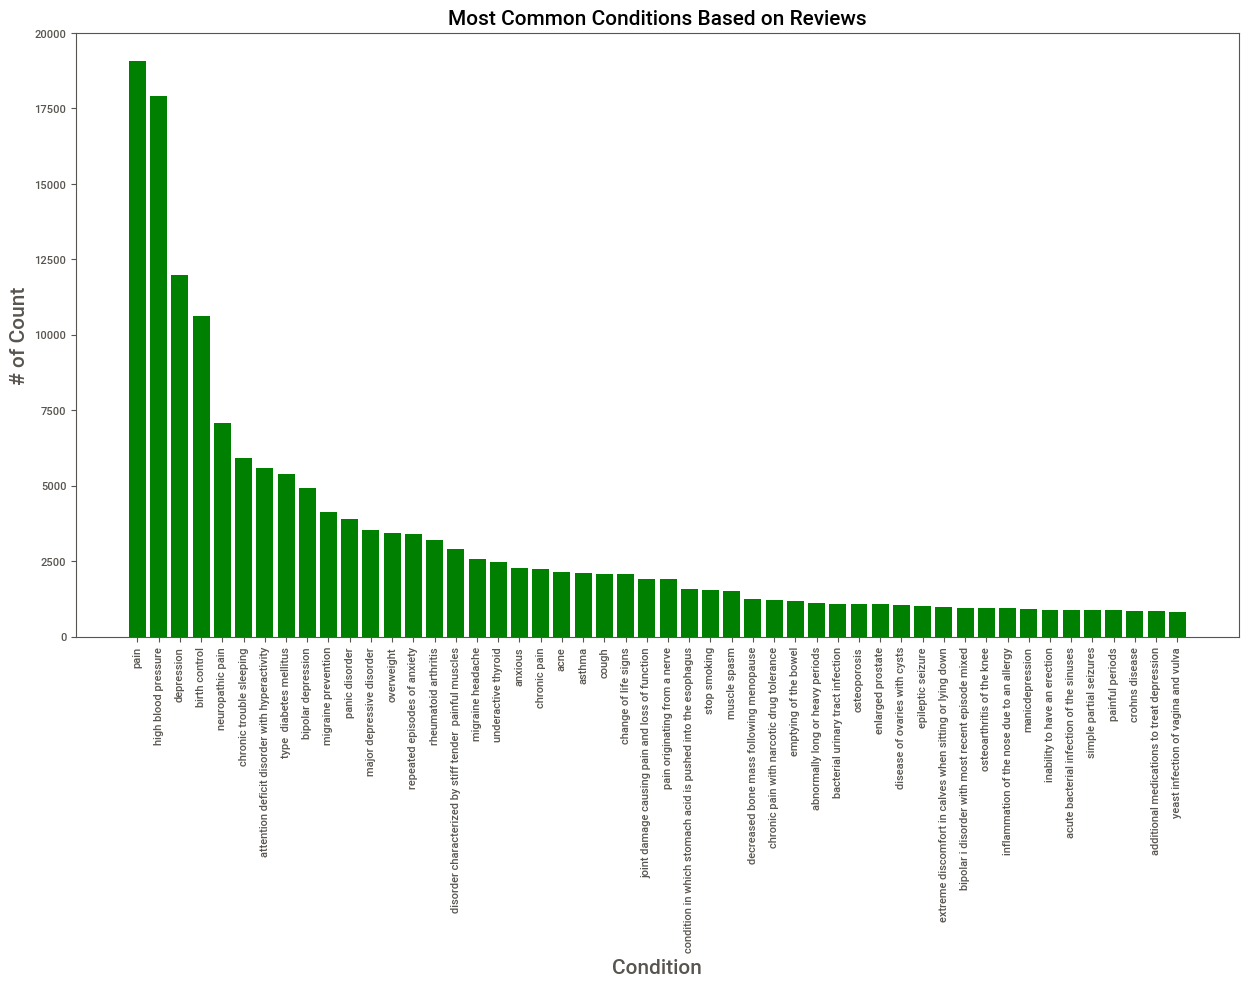 Most Common Conditions Based on Reviews
# of Count
20000
17500
15000
12500
10000
7500
5000
2500
0
pain
high blood pressure
depression
birth control
neuropathic pain
chronic trouble sleeping
attention deficit disorder with hyperactivity
type  diabetes mellitus
bipolar depression
migraine prevention
panic disorder
major depressive disorder
overweight
repeated episodes of anxiety
rheumatoid arthritis
disorder characterized by stiff tender  painful muscles
migraine headache
underactive thyroid
anxious
chronic pain
acne
asthma
cough
change of life signs
joint damage causing pain and loss of function
pain originating from a nerve
condition in which stomach acid is pushed into the esophagus
stop smoking
muscle spasm
decreased bone mass following menopause
chronic pain with narcotic drug tolerance
emptying of the bowel
abnormally long or heavy periods
bacterial urinary tract infection
osteoporosis
enlarged prostate
disease of ovaries with cysts
epileptic seizure
extreme discomfort in calves when sitting or lying down
bipolar i disorder with most recent episode mixed
osteoarthritis of the knee
inflammation of the nose due to an allergy
manicdepression
inability to have an erection
acute bacterial infection of the sinuses
simple partial seizures
painful periods
crohns disease
additional medications to treat depression
yeast infection of vagina and vulva
Condition